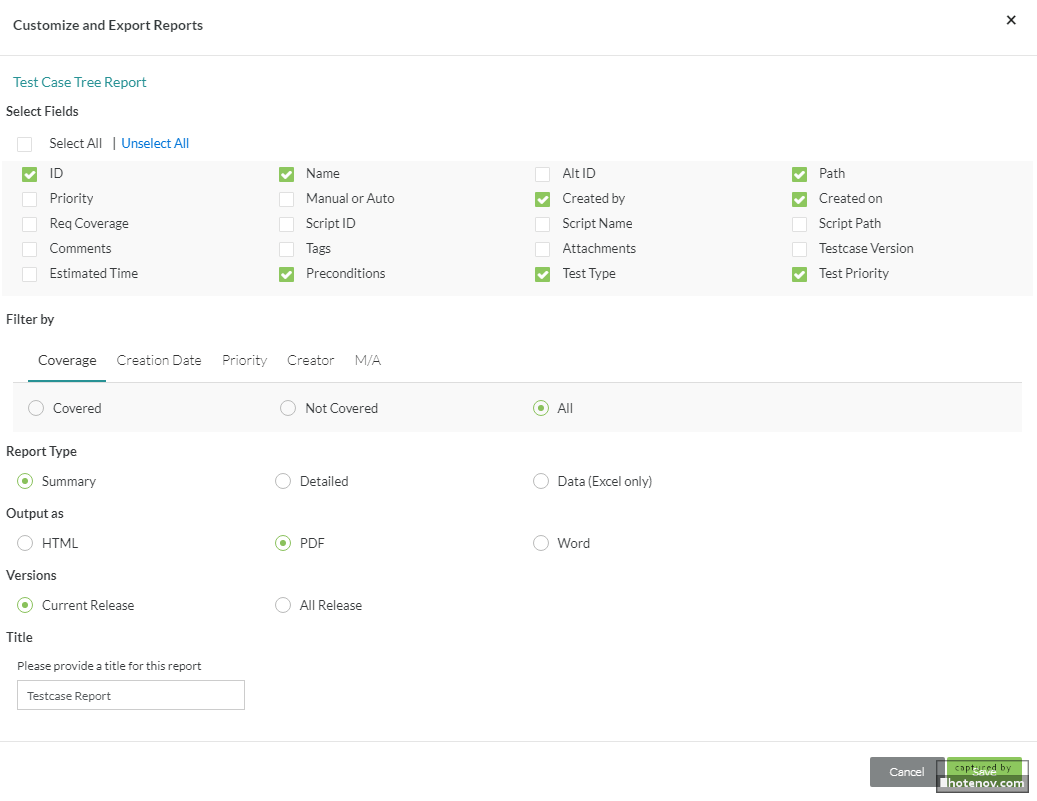 Customize and Export Reports
Test Case Tree Report
Select Fields
Select All | Unselect All
ID Name Alt ID Path
Priority Manual or Auto Created by Created on
Req Coverage Script ID Script Name Script Path
Comments Tags Attachments Testcase Version
Estimated Time Preconditions Test Type Test Priority
Filter by
Coverage Creation Date Priority Creator M/A
Covered Not Covered All
Report Type
Summary Detailed Data (Excel only)
Output as
HTML PDF Word
Versions
Current Release All Release
Title
Please provide a title for this report
Testcase Report
Cancel Save
captured by
hotenov.com